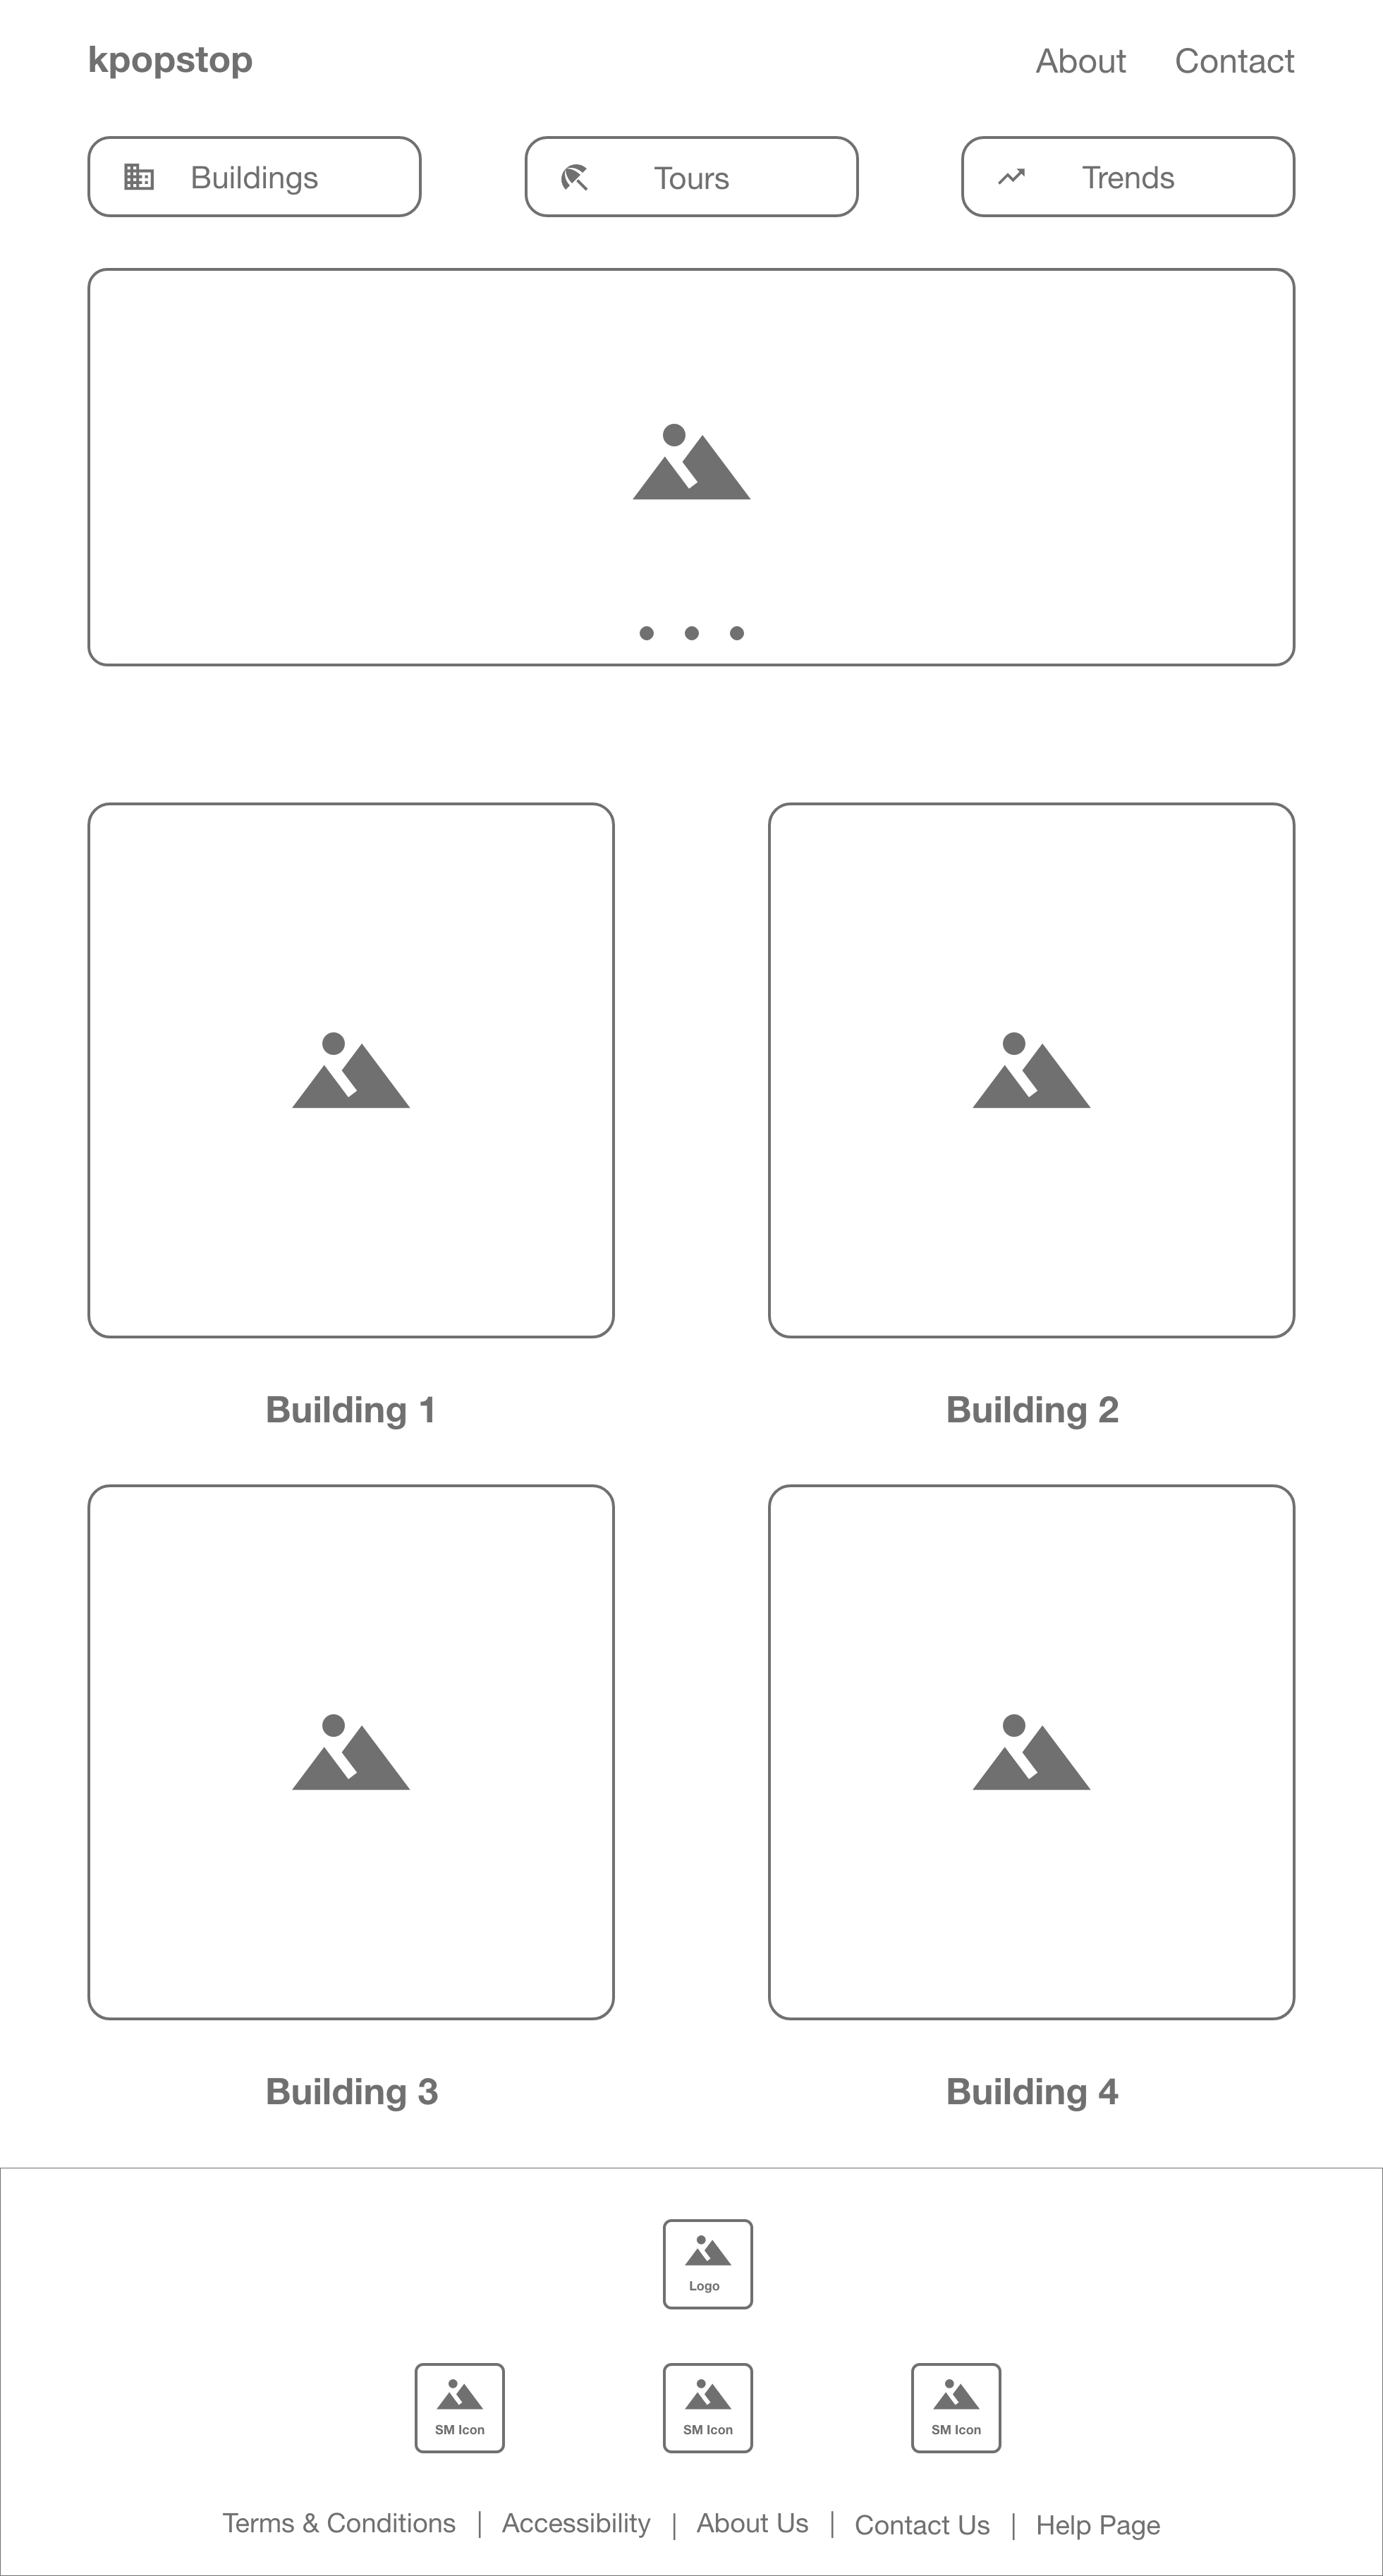 kpopstop About Contact
Buildings Tours Trends
Building 1 Building 2
Building 3 Building 4
Logo
SM Icon SM Icon SM Icon
Terms & Conditions | Accessibility | About Us | Contact Us | Help Page